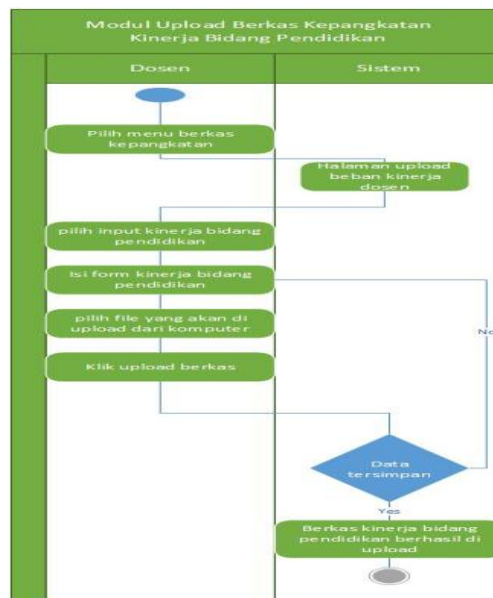 Modul Upload Berkas Kepangkatan
Kinerja Bidang Pendidikan
Dosen
Sistem
Pilih menu berkas
kepangkatan
Halaman upload
beban kinerja
dosen
pilih input kinerja bidang
pendidikan
Isi form kinerja bidang
pendidikan
pilih file yang akan di
upload dari komputer
No
Klik upload berkas
Data
tersimpan
Yes
Berkas kinerja bidang
pendidikan berhasil di
upload